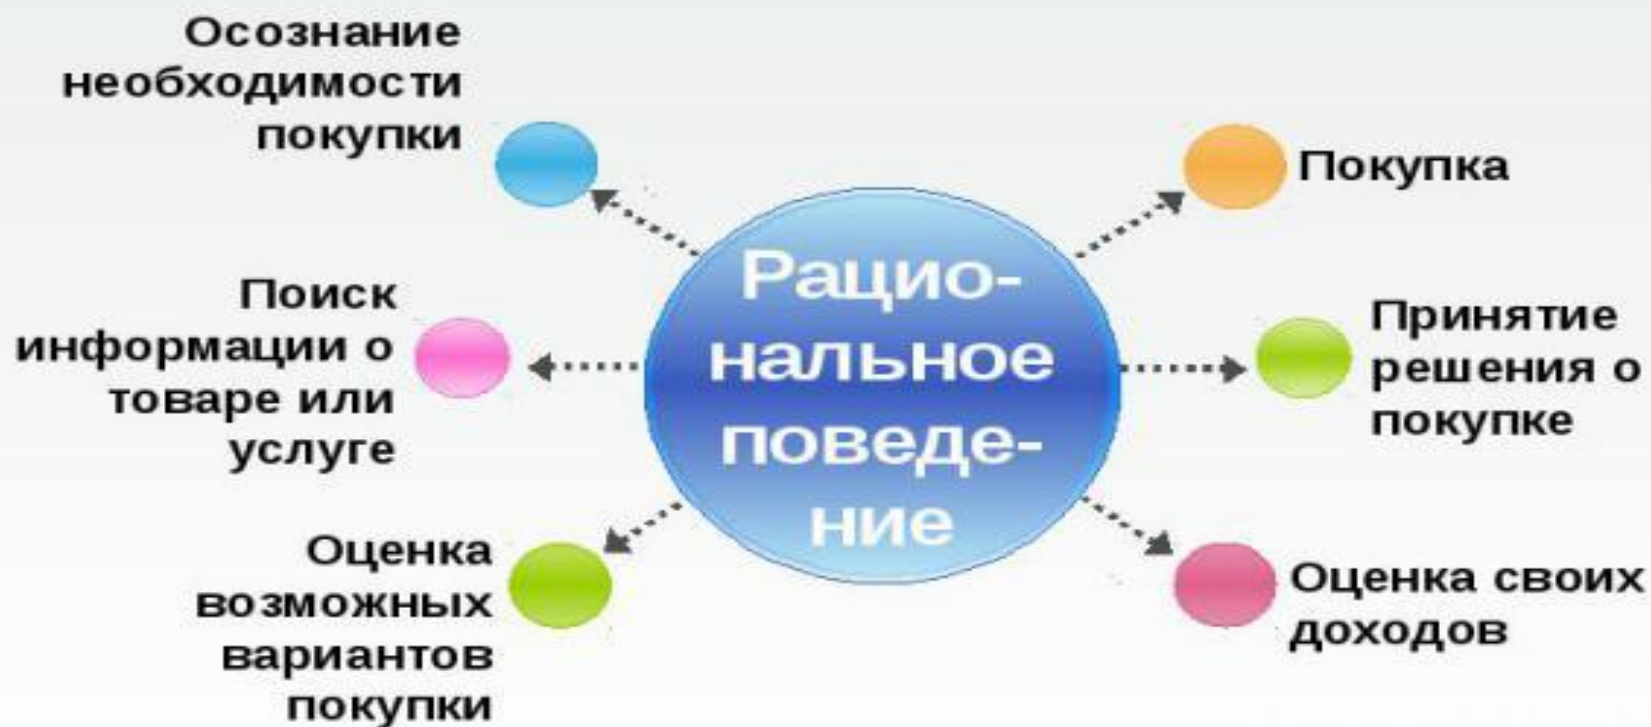 Осознание
необходимости
покупки
Поиск
информации о
товаре или
услуге
Оценка
возможных
вариантов
покупки
Рацио-
нальное
поведе-
ние
Покупка
Принятие
решения о
покупке
Оценка своих
доходов